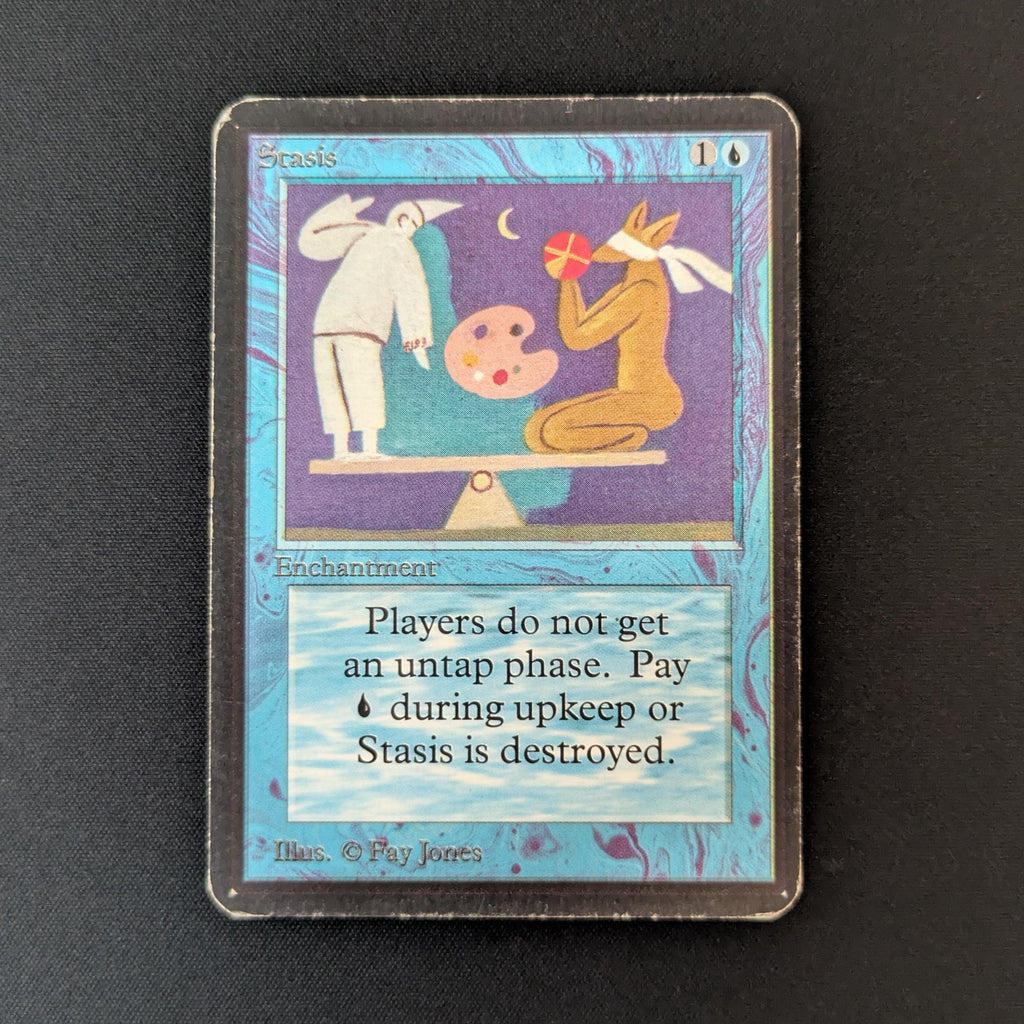 Stasis 1
Enchantment
Players do not get
an untap phase. Pay
during upkeep or
Stasis is destroyed.
Illus. © Fay Jones